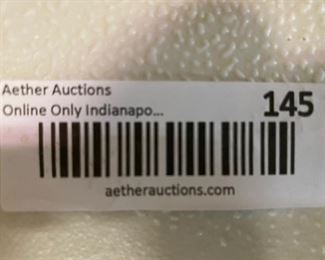 Aether Auctions
Online Only Indianapo...
145
aetherauctions.com